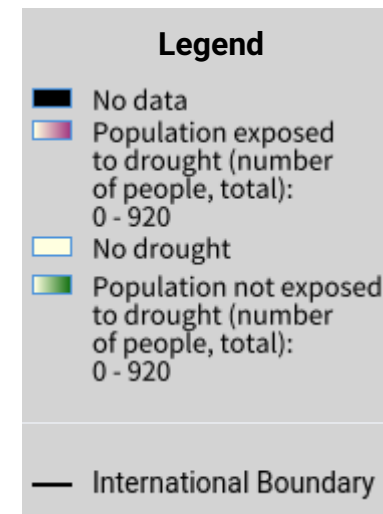 Legend
No data
Population exposed
to drought (number
of people, total):
0 - 920
No drought
Population not exposed
to drought (number
of people, total):
0 - 920
International Boundary